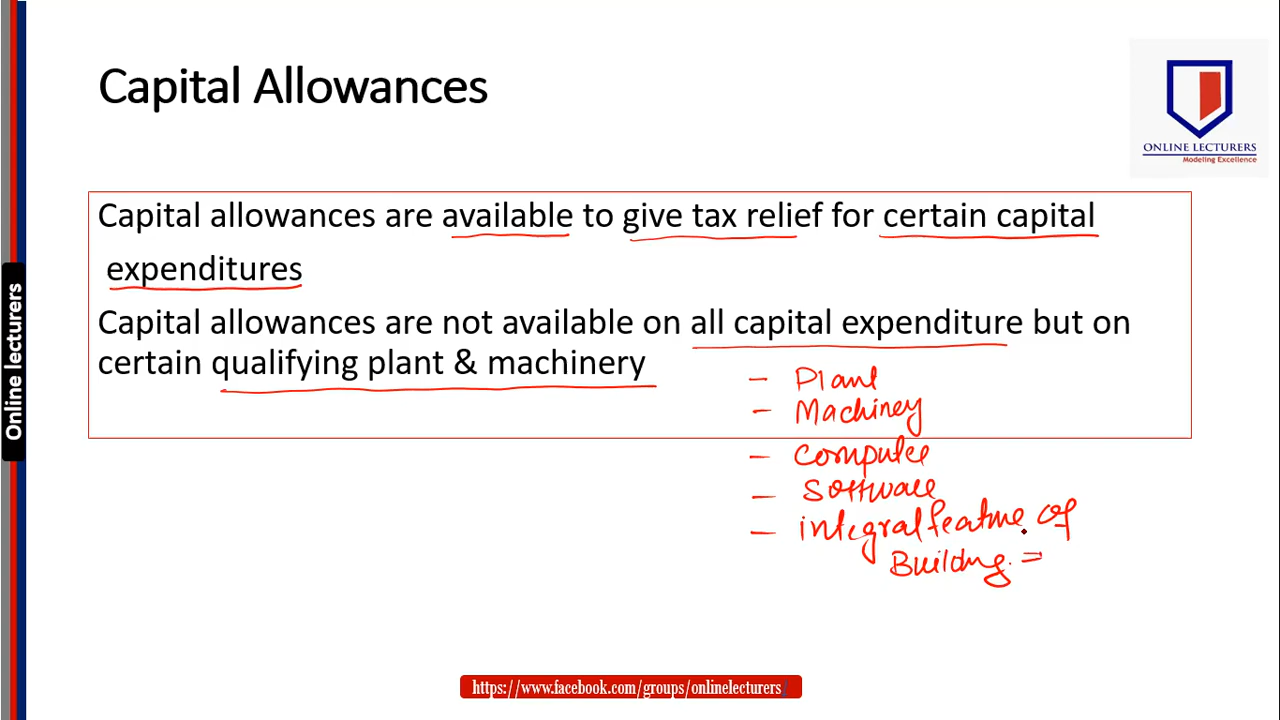 Capital Allowances
ONLINE LECTURERS
Modeling Excellence
Capital allowances are available to give tax relief for certain capital
expenditures
Capital allowances are not available on all capital expenditure but on
certain qualifying plant & machinery
- Plant
- Machiney
- Compute
- Software
- integral feature of
Building. =
Online lecturers
https://www.facebook.com/groups/onlinelecturers/